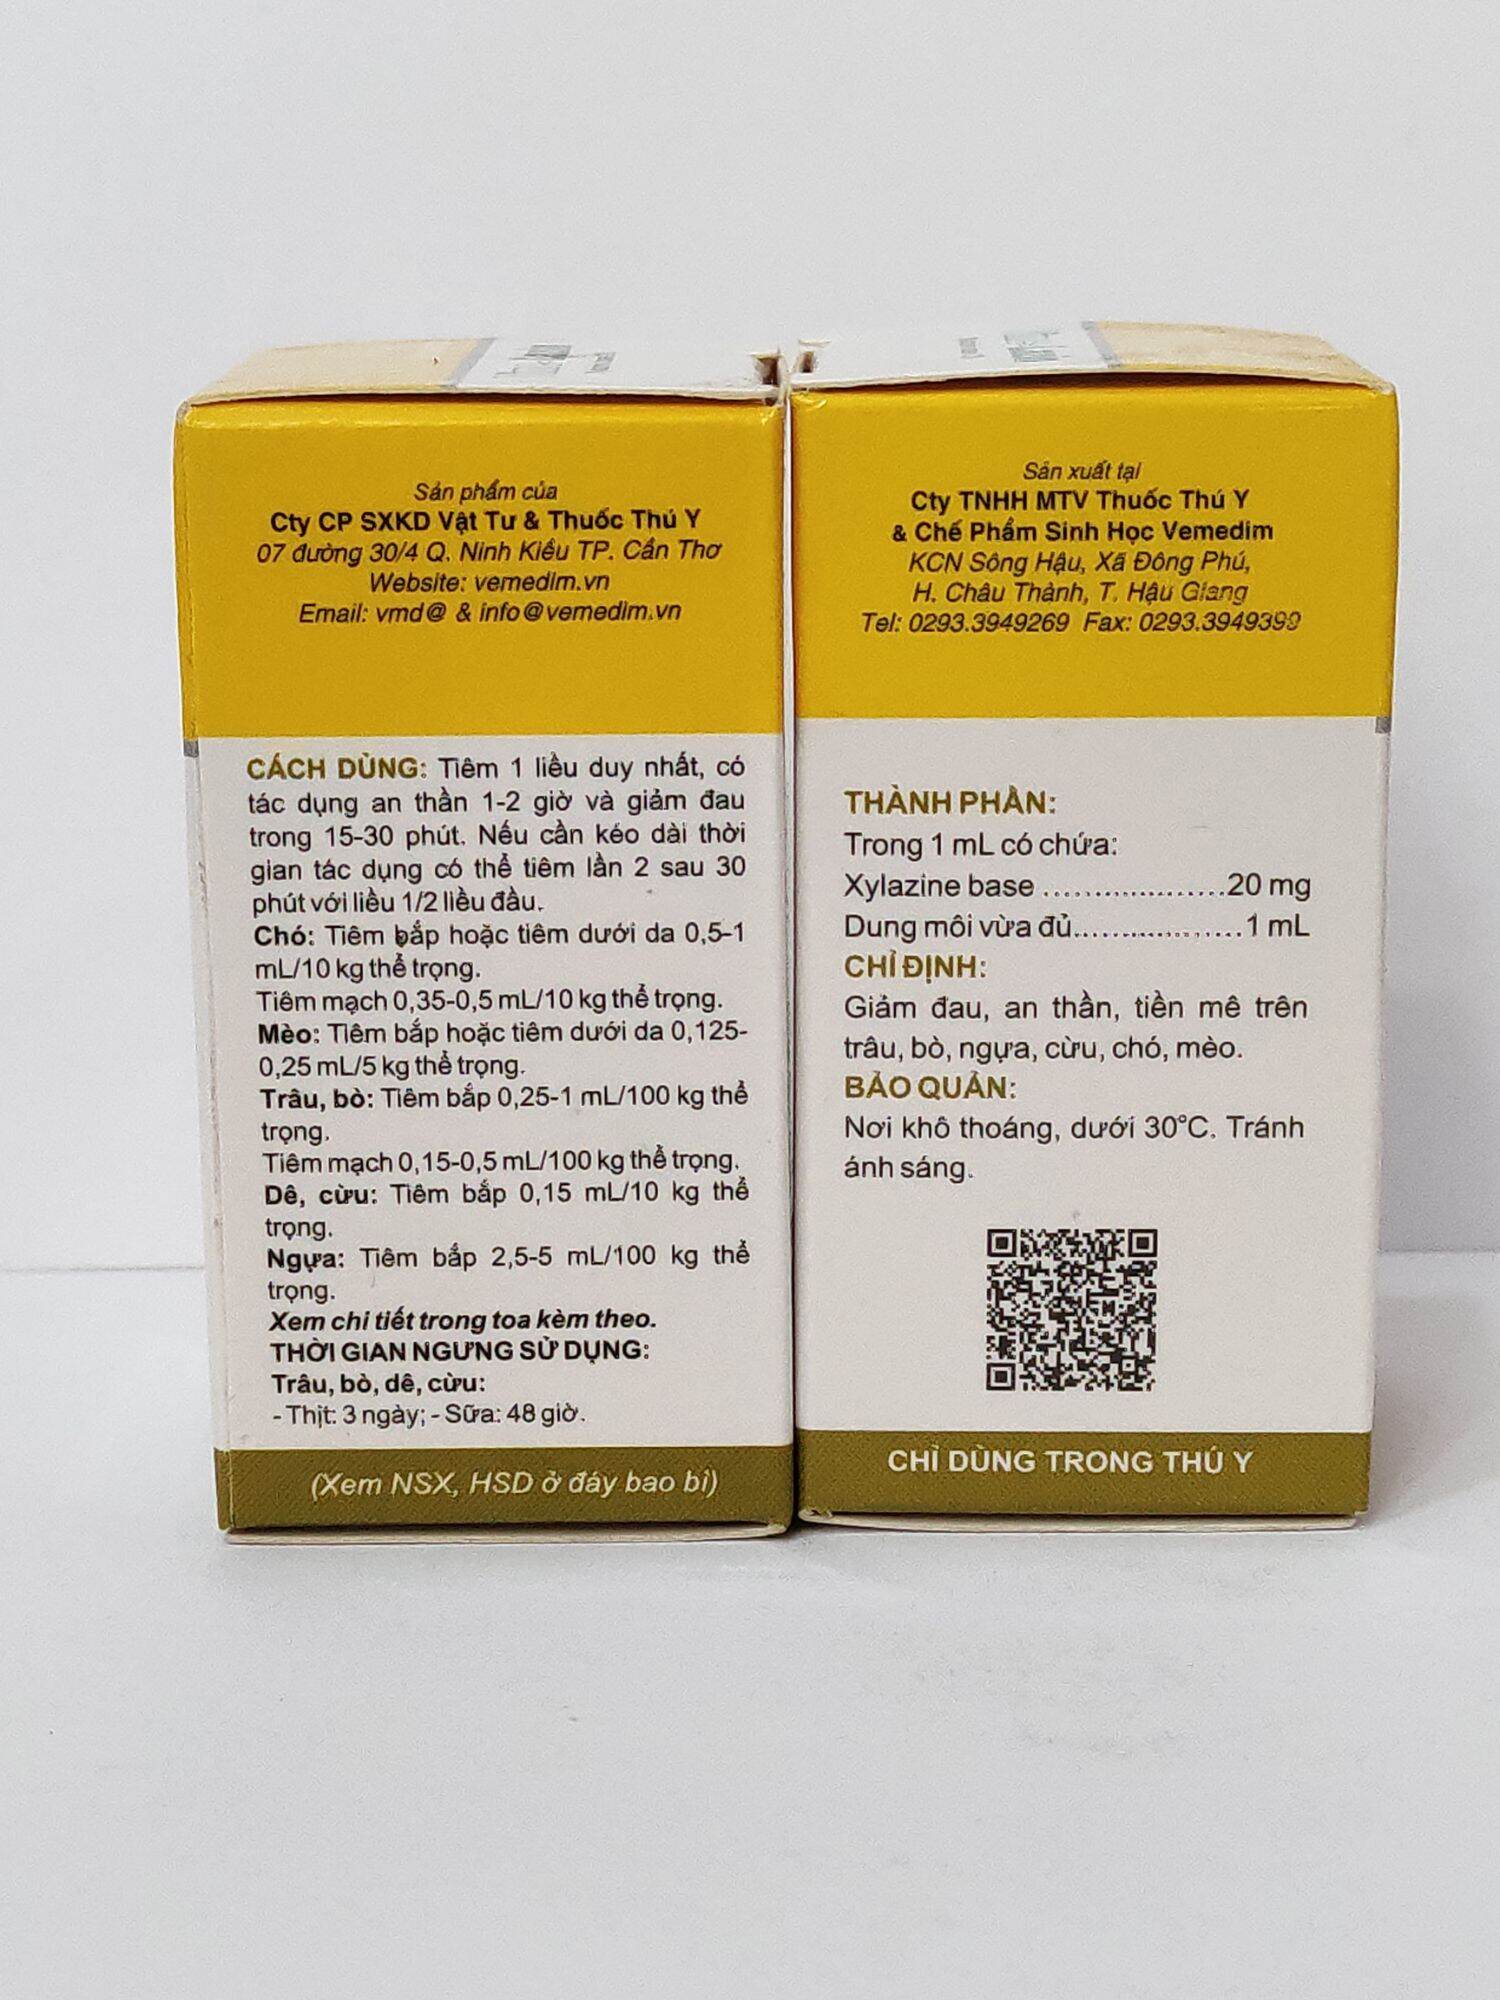 Sản phẩm của
Cty CP SXKD Vật Tư & Thuốc Thú Y
07 đường 30/4 Q. Ninh Kiều TP. Cần Thơ
Website: vemedim.vn
Email: vmd@ & info@vemedim.vn
CÁCH DÙNG: Tiêm 1 liều duy nhất, có
tác dụng an thần 1-2 giờ và giảm đau
trong 15-30 phút. Nếu cần kéo dài thời
gian tác dụng có thể tiêm lần 2 sau 30
phút với liều 1/2 liều đầu.
Chó: Tiêm bắp hoặc tiêm dưới da 0,5-1
mL/10 kg thể trọng.
Tiêm mạch 0,35-0,5 mL/10 kg thể trọng.
Mèo: Tiêm bắp hoặc tiêm dưới da 0,125-
0,25 mL/5 kg thể trọng.
Trâu, bò: Tiêm bắp 0,25-1 mL/100 kg thể
trọng.
Tiêm mạch 0,15-0,5 mL/100 kg thể trọng.
Dê, cừu: Tiêm bắp 0,15 mL/10 kg thể
trọng.
Ngựa: Tiêm bắp 2,5-5 mL/100 kg thể
trọng.
Xem chi tiết trong toa kèm theo.
THỜI GIAN NGƯNG SỬ DỤNG:
Trâu, bò, dê, cừu:
- Thịt: 3 ngày; - Sữa: 48 giờ.
(Xem NSX, HSD ở đáy bao bì)
Sản xuất tại
Cty TNHH MTV Thuốc Thú Y
& Chế Phẩm Sinh Học Vemedim
KCN Sông Hậu, Xã Đông Phú,
H. Châu Thành, T. Hậu Giang
Tel: 0293.3949269 Fax: 0293.3949399
THÀNH PHẦN:
Trong 1 mL có chứa:
Xylazine base ....................20 mg
Dung môi vừa đủ...................1 mL
CHỈ ĐỊNH:
Giảm đau, an thần, tiền mê trên
trâu, bò, ngựa, cừu, chó, mèo.
BẢO QUẢN:
Nơi khô thoáng, dưới 30°C. Tránh
ánh sáng.
CHỈ DÙNG TRONG THÚ Y